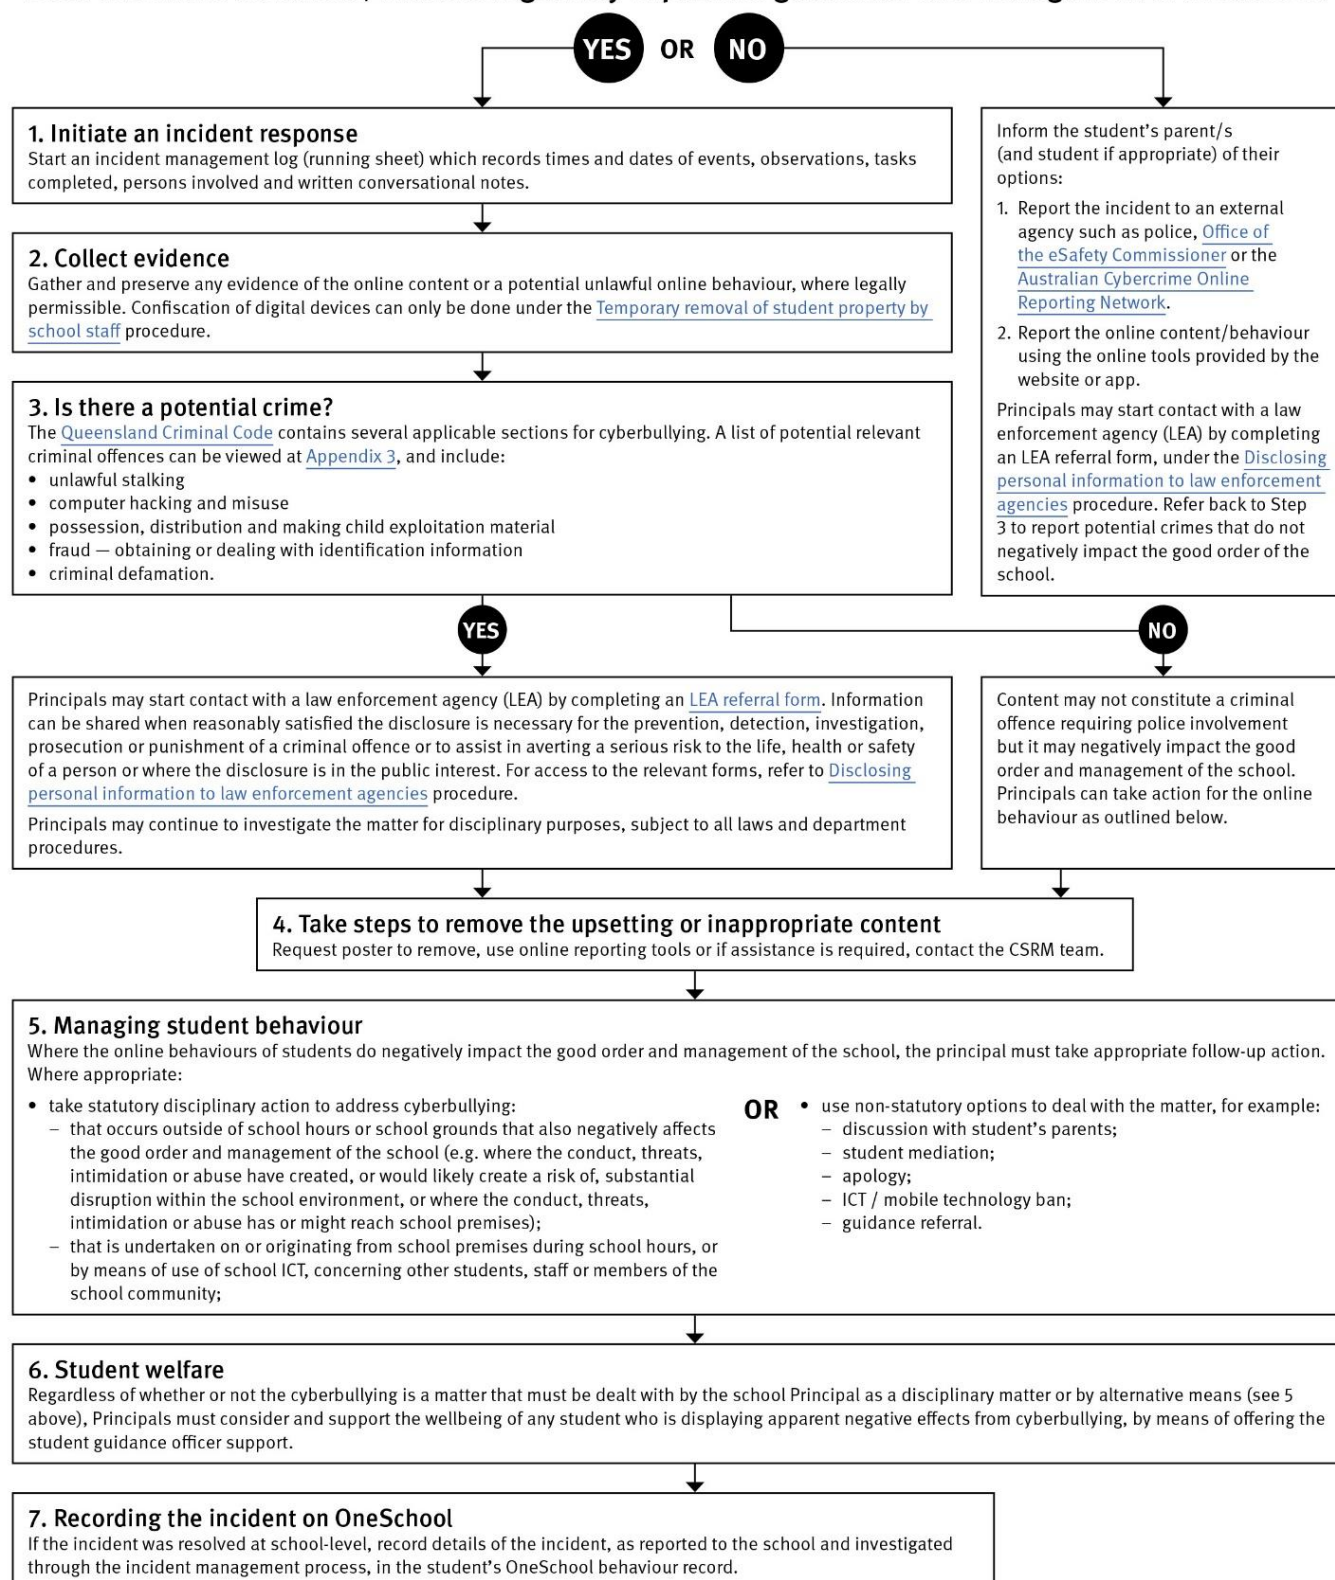 YES OR NO
1. Initiate an incident response
Start an incident management log (running sheet) which records times and dates of events, observations, tasks
completed, persons involved and written conversational notes.
2. Collect evidence
Gather and preserve any evidence of the online content or a potential unlawful online behaviour, where legally
permissible. Confiscation of digital devices can only be done under the Temporary removal of student property by
school staff procedure.
3. Is there a potential crime?
The Queensland Criminal Code contains several applicable sections for cyberbullying. A list of potential relevant
criminal offences can be viewed at Appendix 3, and include:
• unlawful stalking
• computer hacking and misuse
• possession, distribution and making child exploitation material
• fraud — obtaining or dealing with identification information
• criminal defamation.
Inform the student's parent/s
(and student if appropriate) of their
options:
1. Report the incident to an external
agency such as police, Office of
the eSafety Commissioner or the
Australian Cybercrime Online
Reporting Network.
2. Report the online content/behaviour
using the online tools provided by the
website or app.
Principals may start contact with a law
enforcement agency (LEA) by completing
an LEA referral form, under the Disclosing
personal information to law enforcement
agencies procedure. Refer back to Step
3 to report potential crimes that do not
negatively impact the good order of the
school.
YES
NO
Principals may start contact with a law enforcement agency (LEA) by completing an LEA referral form. Information
can be shared when reasonably satisfied the disclosure is necessary for the prevention, detection, investigation,
prosecution or punishment of a criminal offence or to assist in averting a serious risk to the life, health or safety
of a person or where the disclosure is in the public interest. For access to the relevant forms, refer to Disclosing
personal information to law enforcement agencies procedure.
Principals may continue to investigate the matter for disciplinary purposes, subject to all laws and department
procedures.
Content may not constitute a criminal
offence requiring police involvement
but it may negatively impact the good
order and management of the school.
Principals can take action for the online
behaviour as outlined below.
4. Take steps to remove the upsetting or inappropriate content
Request poster to remove, use online reporting tools or if assistance is required, contact the CSRM team.
5. Managing student behaviour
Where the online behaviours of students do negatively impact the good order and management of the school, the principal must take appropriate follow-up action.
Where appropriate:
• take statutory disciplinary action to address cyberbullying:
– that occurs outside of school hours or school grounds that also negatively affects
the good order and management of the school (e.g. where the conduct, threats,
intimidation or abuse have created, or would likely create a risk of, substantial
disruption within the school environment, or where the conduct, threats,
intimidation or abuse has or might reach school premises);
– that is undertaken on or originating from school premises during school hours, or
by means of use of school ICT, concerning other students, staff or members of the
school community;
OR
• use non-statutory options to deal with the matter, for example:
– discussion with student's parents;
– student mediation;
– apology;
– ICT / mobile technology ban;
– guidance referral.
6. Student welfare
Regardless of whether or not the cyberbullying is a matter that must be dealt with by the school Principal as a disciplinary matter or by alternative means (see 5
above), Principals must consider and support the wellbeing of any student who is displaying apparent negative effects from cyberbullying, by means of offering the
student guidance officer support.
7. Recording the incident on OneSchool
If the incident was resolved at school-level, record details of the incident, as reported to the school and investigated
through the incident management process, in the student's OneSchool behaviour record.